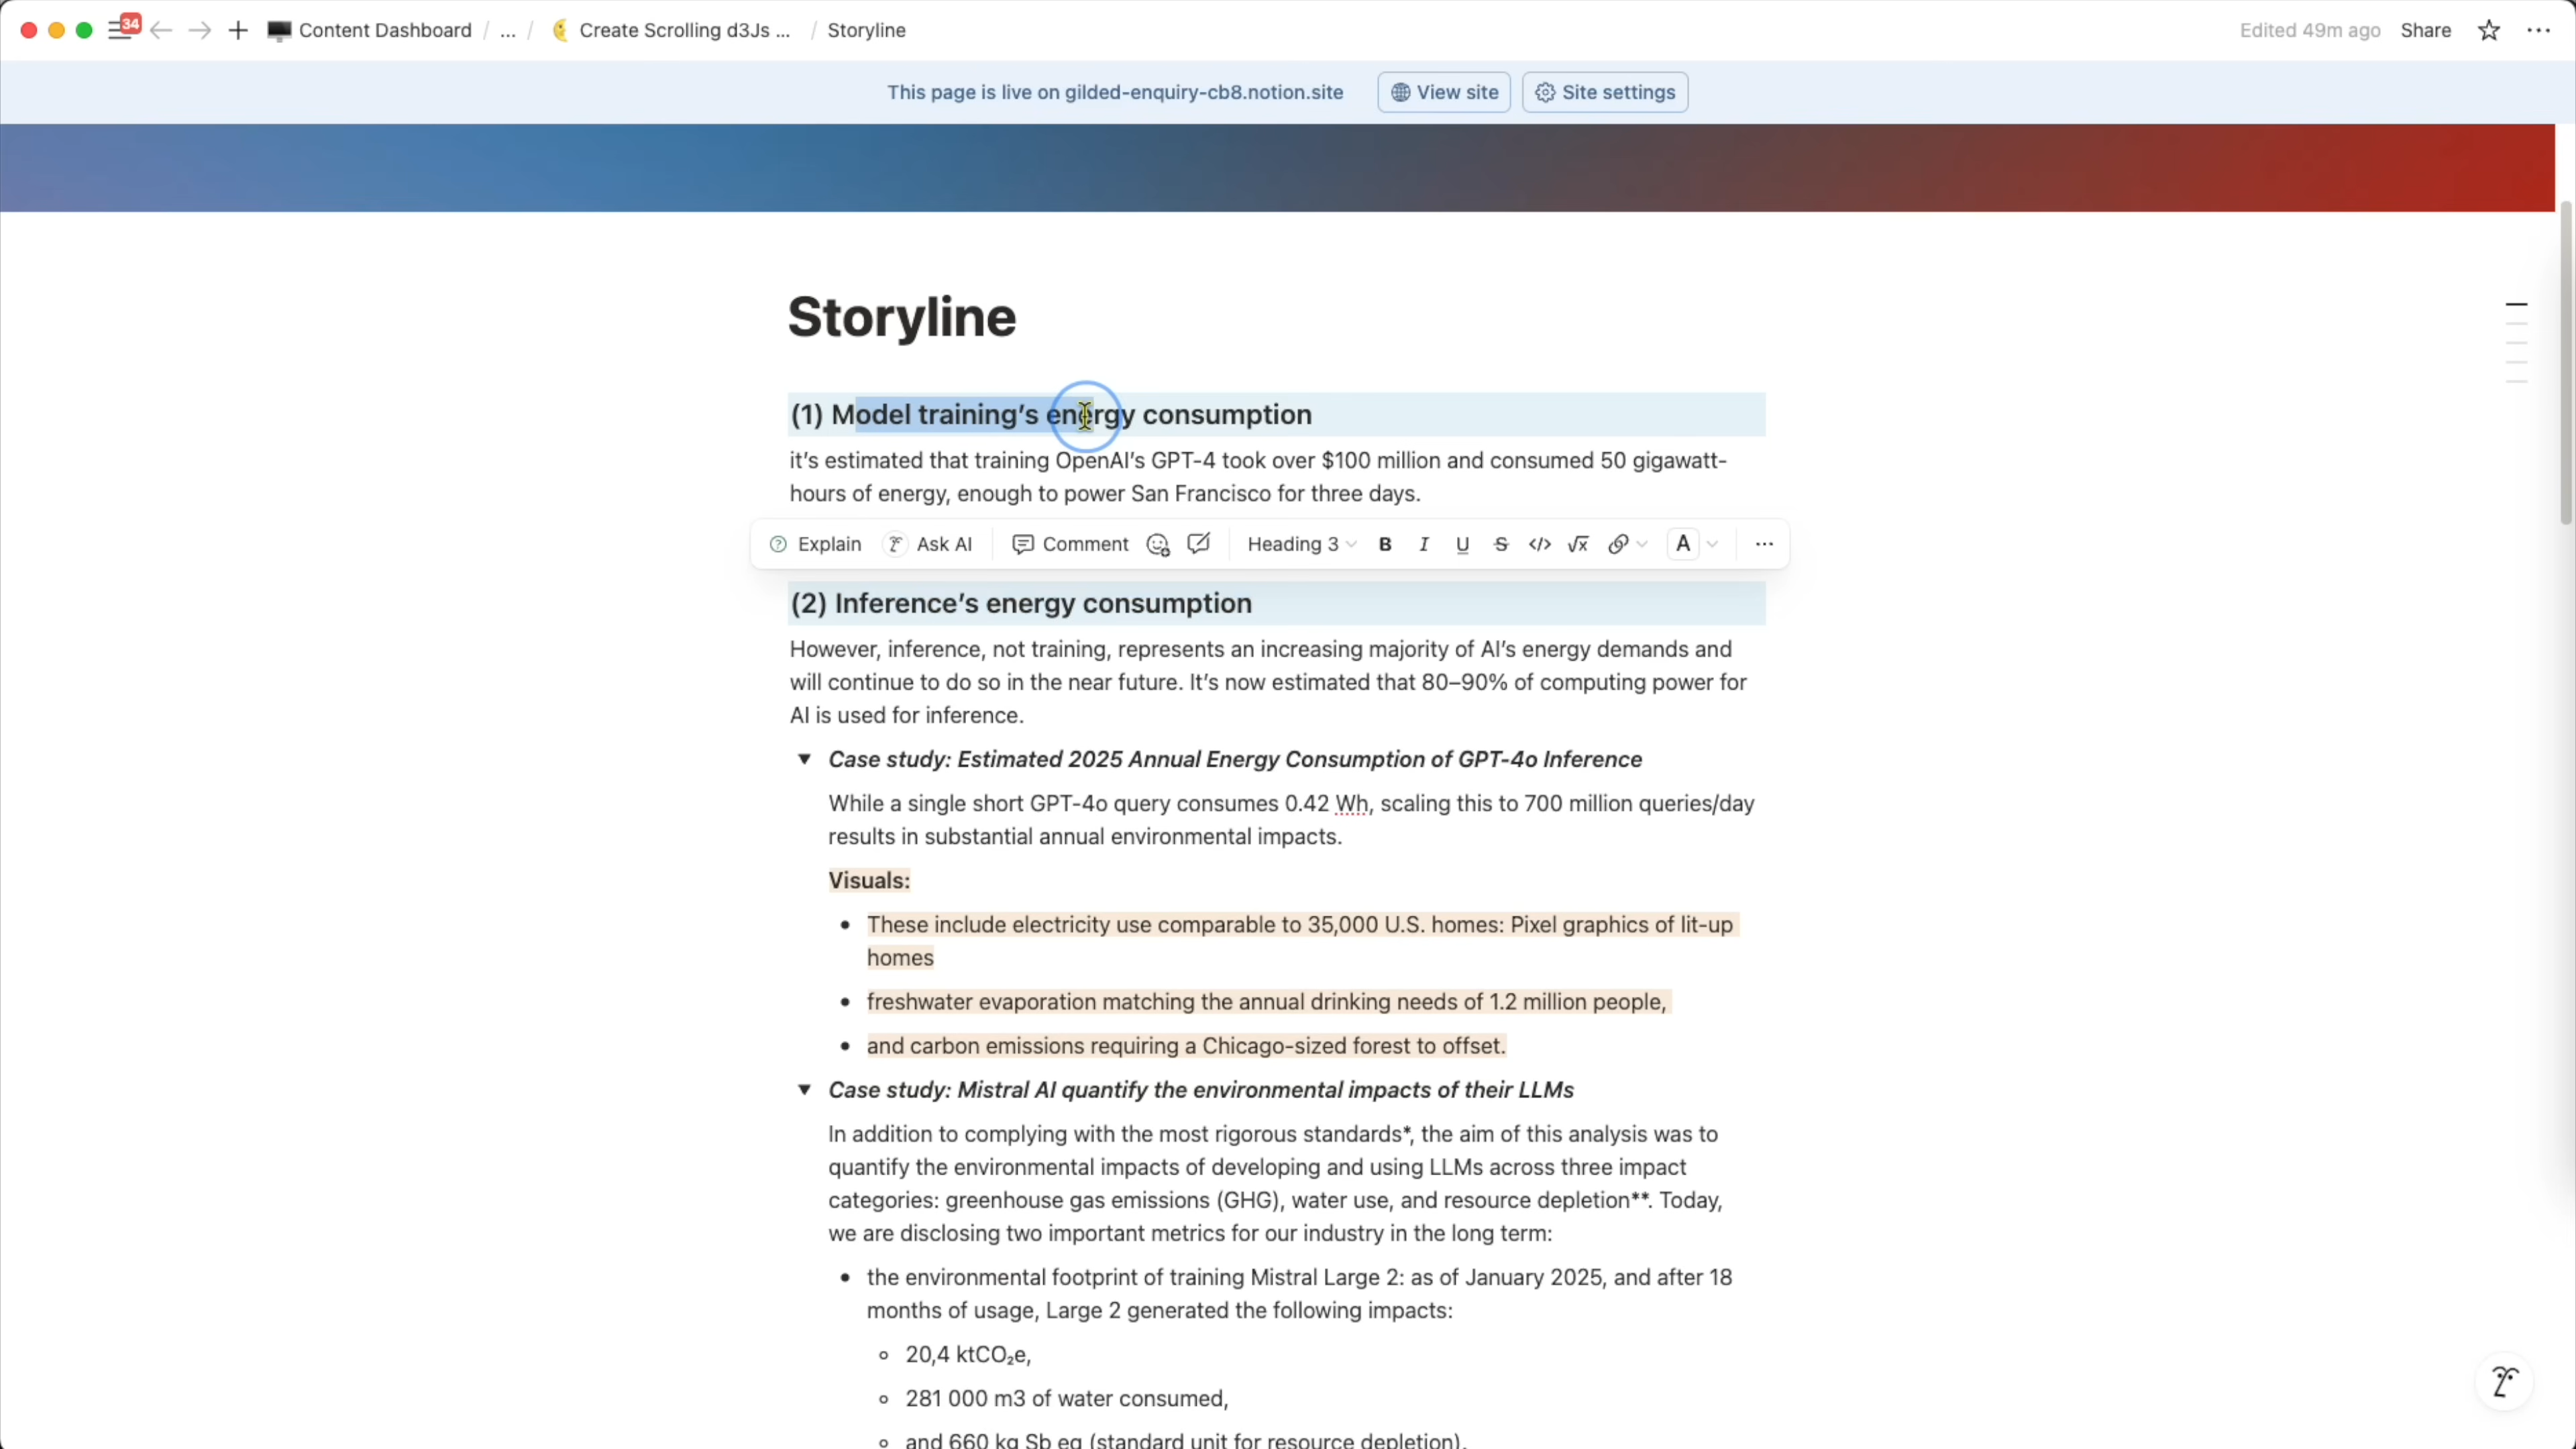 34
Content Dashboard / ... / Create Scrolling d3Js ... / Storyline
Edited 49m ago Share
This page is live on gilded-enquiry-cb8.notion.site View site Site settings
Storyline
(1) Model training’s energy consumption
it’s estimated that training OpenAI’s GPT-4 took over $100 million and consumed 50 gigawatt-
hours of energy, enough to power San Francisco for three days.
Explain Ask AI Comment Heading 3 B I U S </> √x A ...
(2) Inference’s energy consumption
However, inference, not training, represents an increasing majority of AI’s energy demands and
will continue to do so in the near future. It’s now estimated that 80–90% of computing power for
AI is used for inference.
Case study: Estimated 2025 Annual Energy Consumption of GPT-4o Inference
While a single short GPT-4o query consumes 0.42 Wh, scaling this to 700 million queries/day
results in substantial annual environmental impacts.
Visuals:
• These include electricity use comparable to 35,000 U.S. homes: Pixel graphics of lit-up
homes
• freshwater evaporation matching the annual drinking needs of 1.2 million people,
• and carbon emissions requiring a Chicago-sized forest to offset.
Case study: Mistral AI quantify the environmental impacts of their LLMs
In addition to complying with the most rigorous standards*, the aim of this analysis was to
quantify the environmental impacts of developing and using LLMs across three impact
categories: greenhouse gas emissions (GHG), water use, and resource depletion**. Today,
we are disclosing two important metrics for our industry in the long term:
• the environmental footprint of training Mistral Large 2: as of January 2025, and after 18
months of usage, Large 2 generated the following impacts:
◦ 20,4 ktCO₂e,
◦ 281 000 m3 of water consumed,
◦ and 660 kg Sb eq (standard unit for resource depletion).